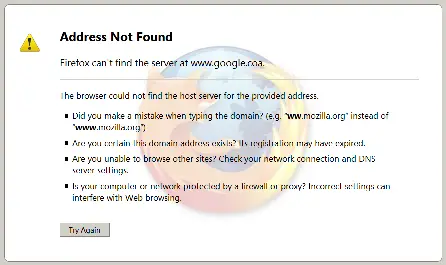 Address Not Found
Firefox can't find the server at www.google.coa.
The browser could not find the host server for the provided address.
Did you make a mistake when typing the domain? (e.g. "ww.mozilla.org" instead of
"www.mozilla.org")
Are you certain this domain address exists? Its registration may have expired.
Are you unable to browse other sites? Check your network connection and DNS
server settings.
Is your computer or network protected by a firewall or proxy? Incorrect settings can
interfere with Web browsing.
Try Again